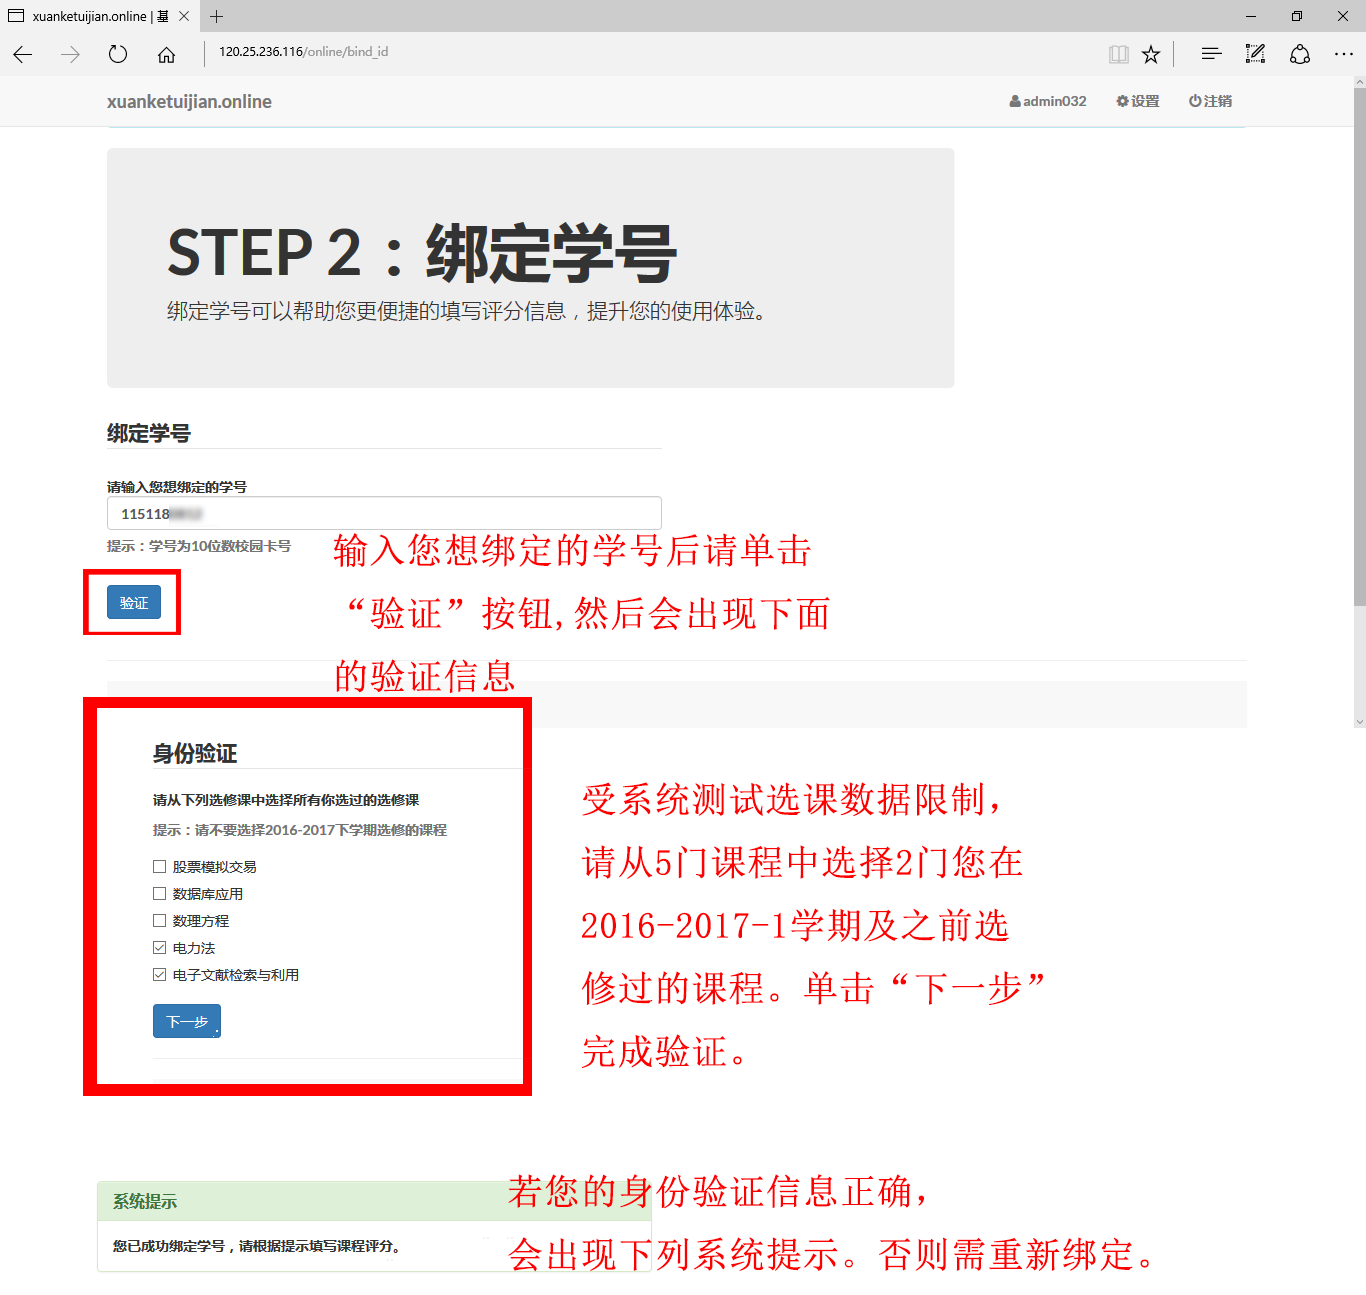 xuanketuijian.online | 基
120.25.236.116/online/bind_id
xuanketuijian.online
admin032
设置
注销
STEP 2：绑定学号
绑定学号可以帮助您更便捷的填写评分信息，提升您的使用体验。
绑定学号
请输入您想绑定的学号
115118
提示：学号为10位数校园卡号
输入您想绑定的学号后请单击
“验证”按钮,然后会出现下面
的验证信息
验证
身份验证
请从下列选修课中选择所有你选过的选修课
提示：请不要选择2016-2017下学期选修的课程
股票模拟交易
数据库应用
数理方程
电力法
电子文献检索与利用
下一步
受系统测试选课数据限制，
请从5门课程中选择2门您在
2016-2017-1学期及之前选
修过的课程。单击“下一步”
完成验证。
若您的身份验证信息正确，
会出现下列系统提示。否则需重新绑定。
系统提示
您已成功绑定学号，请根据提示填写课程评分。